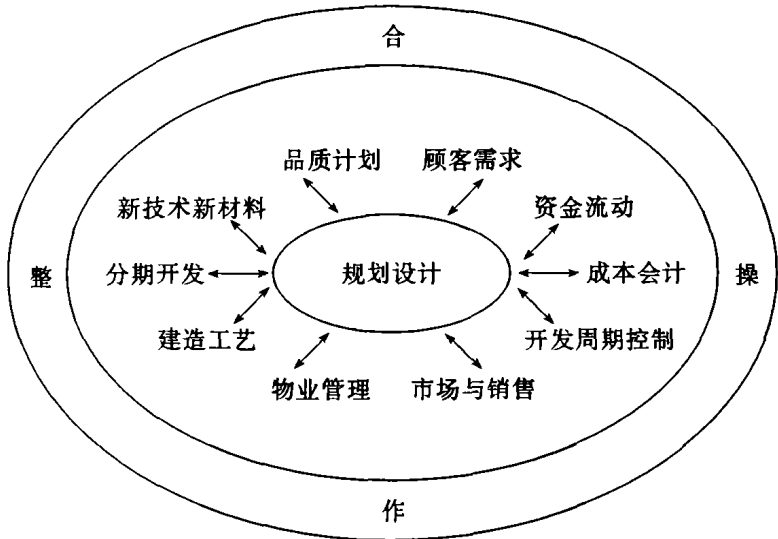 合
品质计划 顾客需求
新技术新材料 资金流动
整 分期开发 规划设计 成本会计 操
建造工艺 开发周期控制
物业管理 市场与销售
作